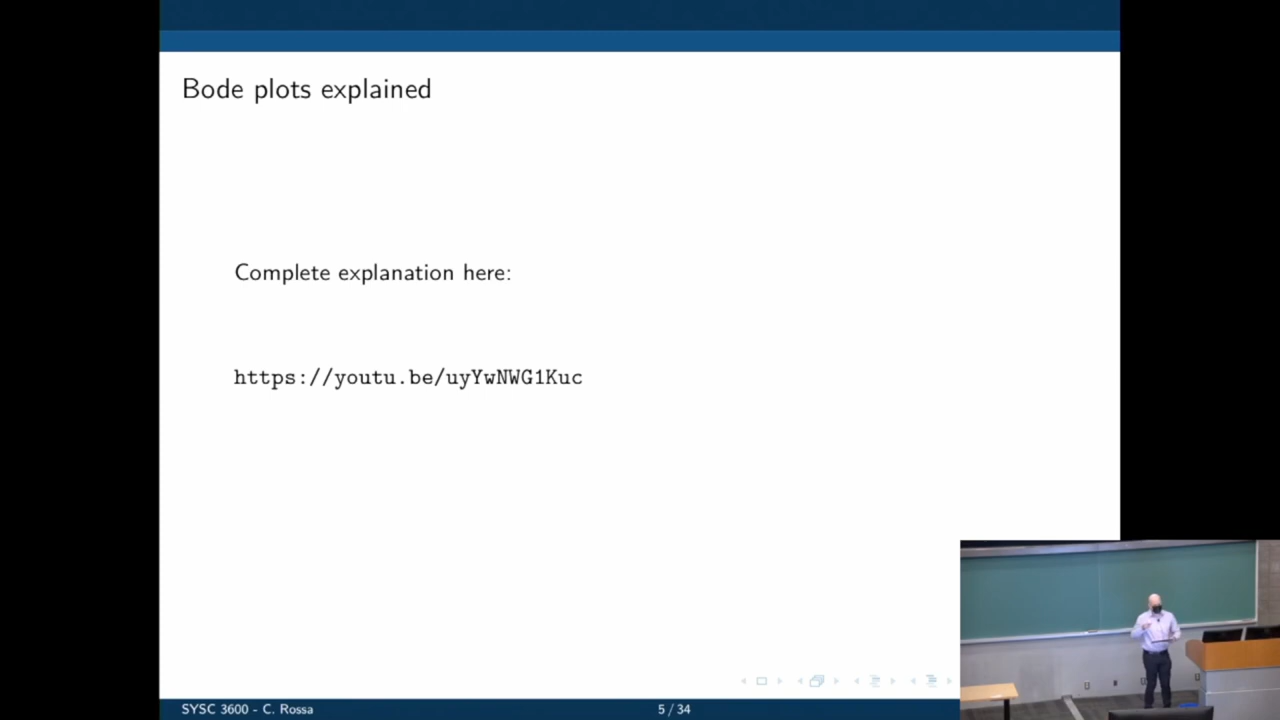 Bode plots explained
Complete explanation here:
https://youtu.be/uyYwNWG1Kuc
SYSC 3600 - C. Rossa
5 / 34